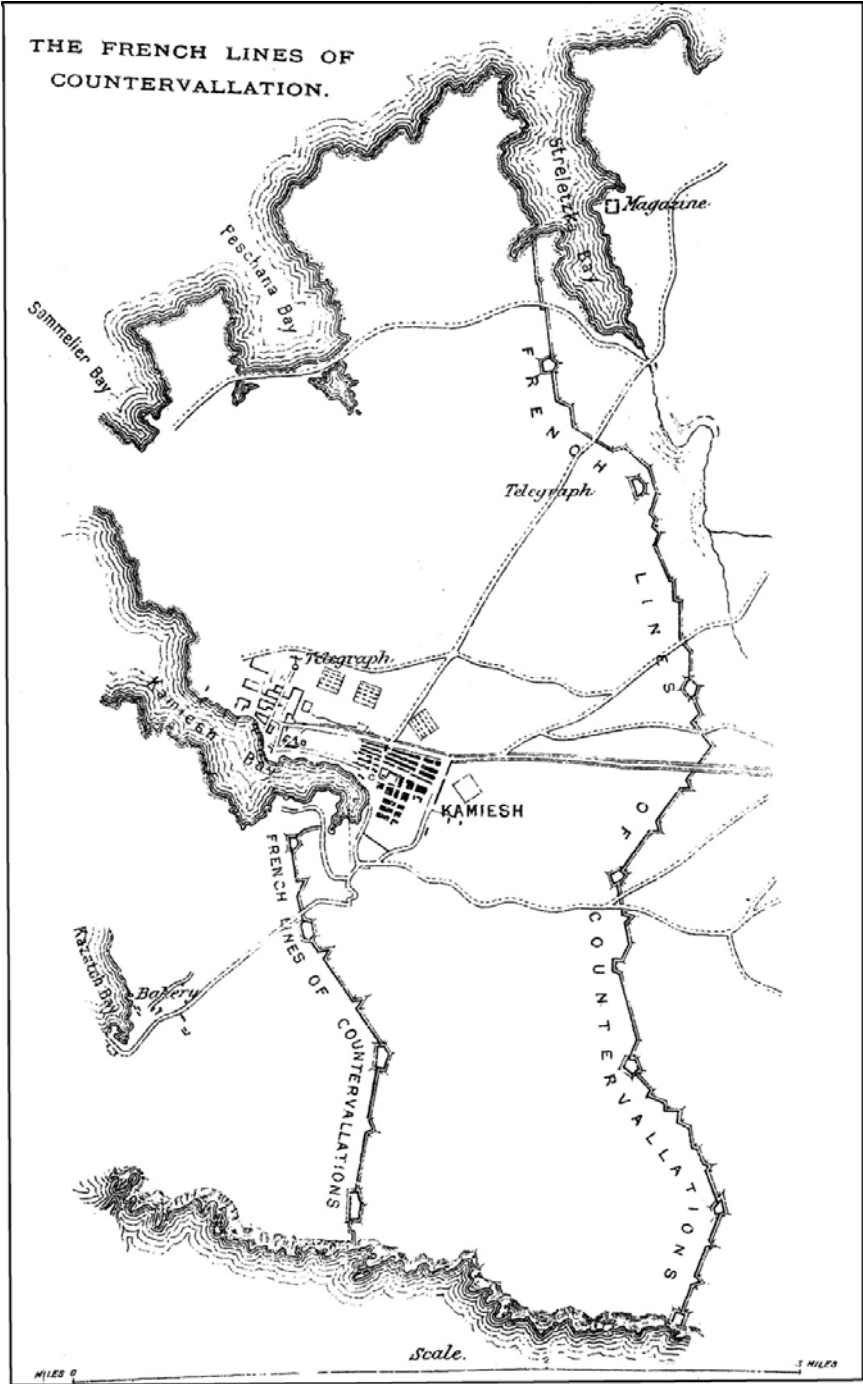 THE FRENCH LINES OF
COUNTERVALLATION.
Streletzka Bay
Magazine
Peschana Bay
Sommelier Bay
FRENCH LINES OF COUNTERVALLATIONS
Telegraph
Telegraph
Kamiesh Bay
KAMIESH
FRENCH LINES OF COUNTERVALLATIONS
Kazatch Bay
Bakery
Scale.
MILES 0
3 MILES